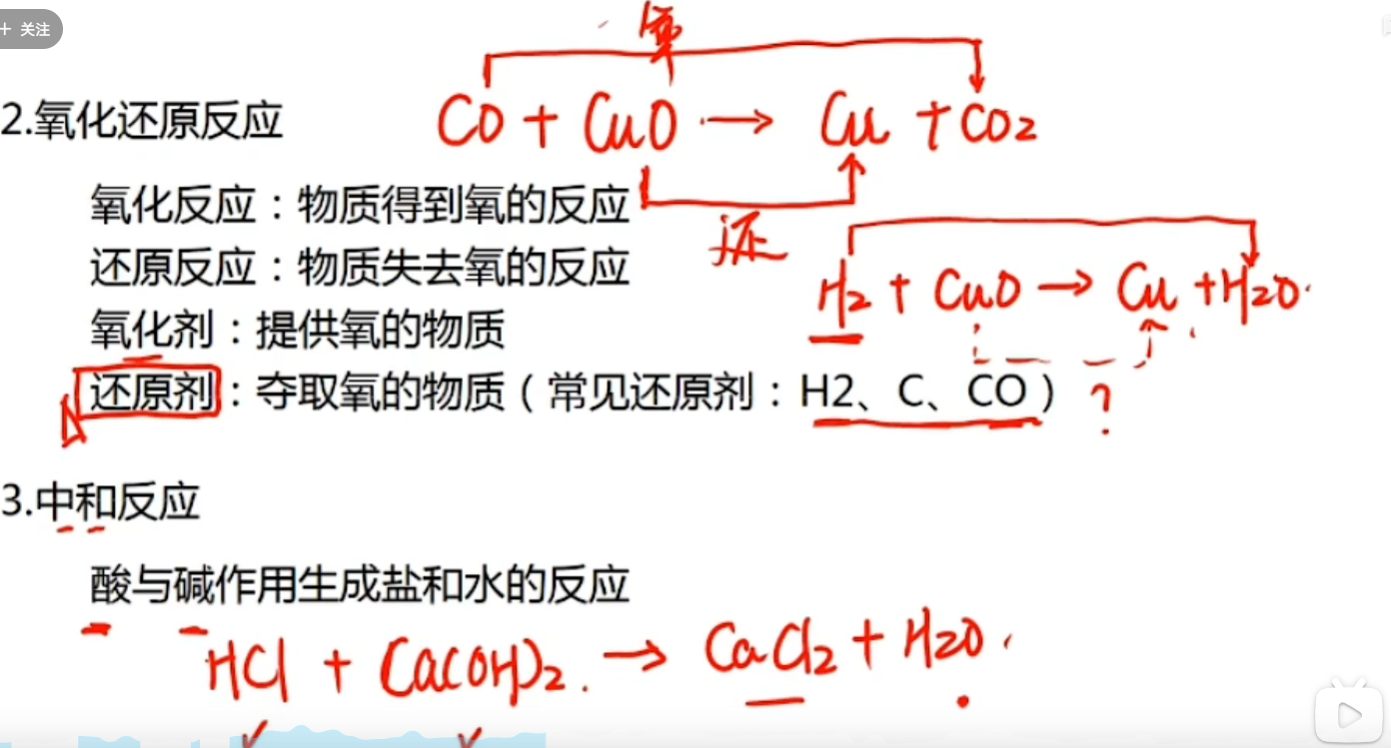 + 关注
氧
CO + CuO → Cu + CO2
2.氧化还原反应
氧化反应：物质得到氧的反应
还
还原反应：物质失去氧的反应
H2 + CuO → Cu + H2O
氧化剂：提供氧的物质
还原剂：夺取氧的物质（常见还原剂：H2、C、CO）?
3.中和反应
酸与碱作用生成盐和水的反应
HCl + Ca(OH)2 → CaCl2 + H2O